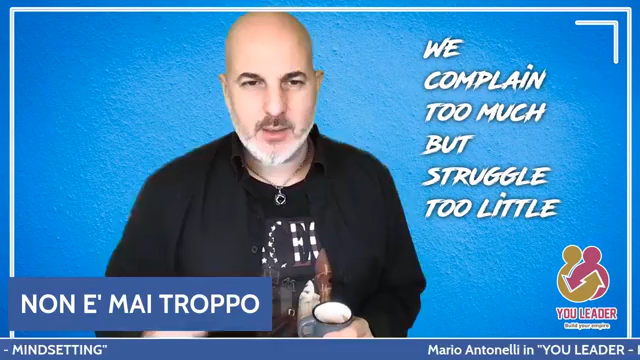 WE
COMPLAIN
TOO MUCH
BUT
STRUGGLE
TOO LITTLE
NON E' MAI TROPPO
YOU LEADER
Build your empire
- MINDSETTING"
Mario Antonelli in "YOU LEADER -